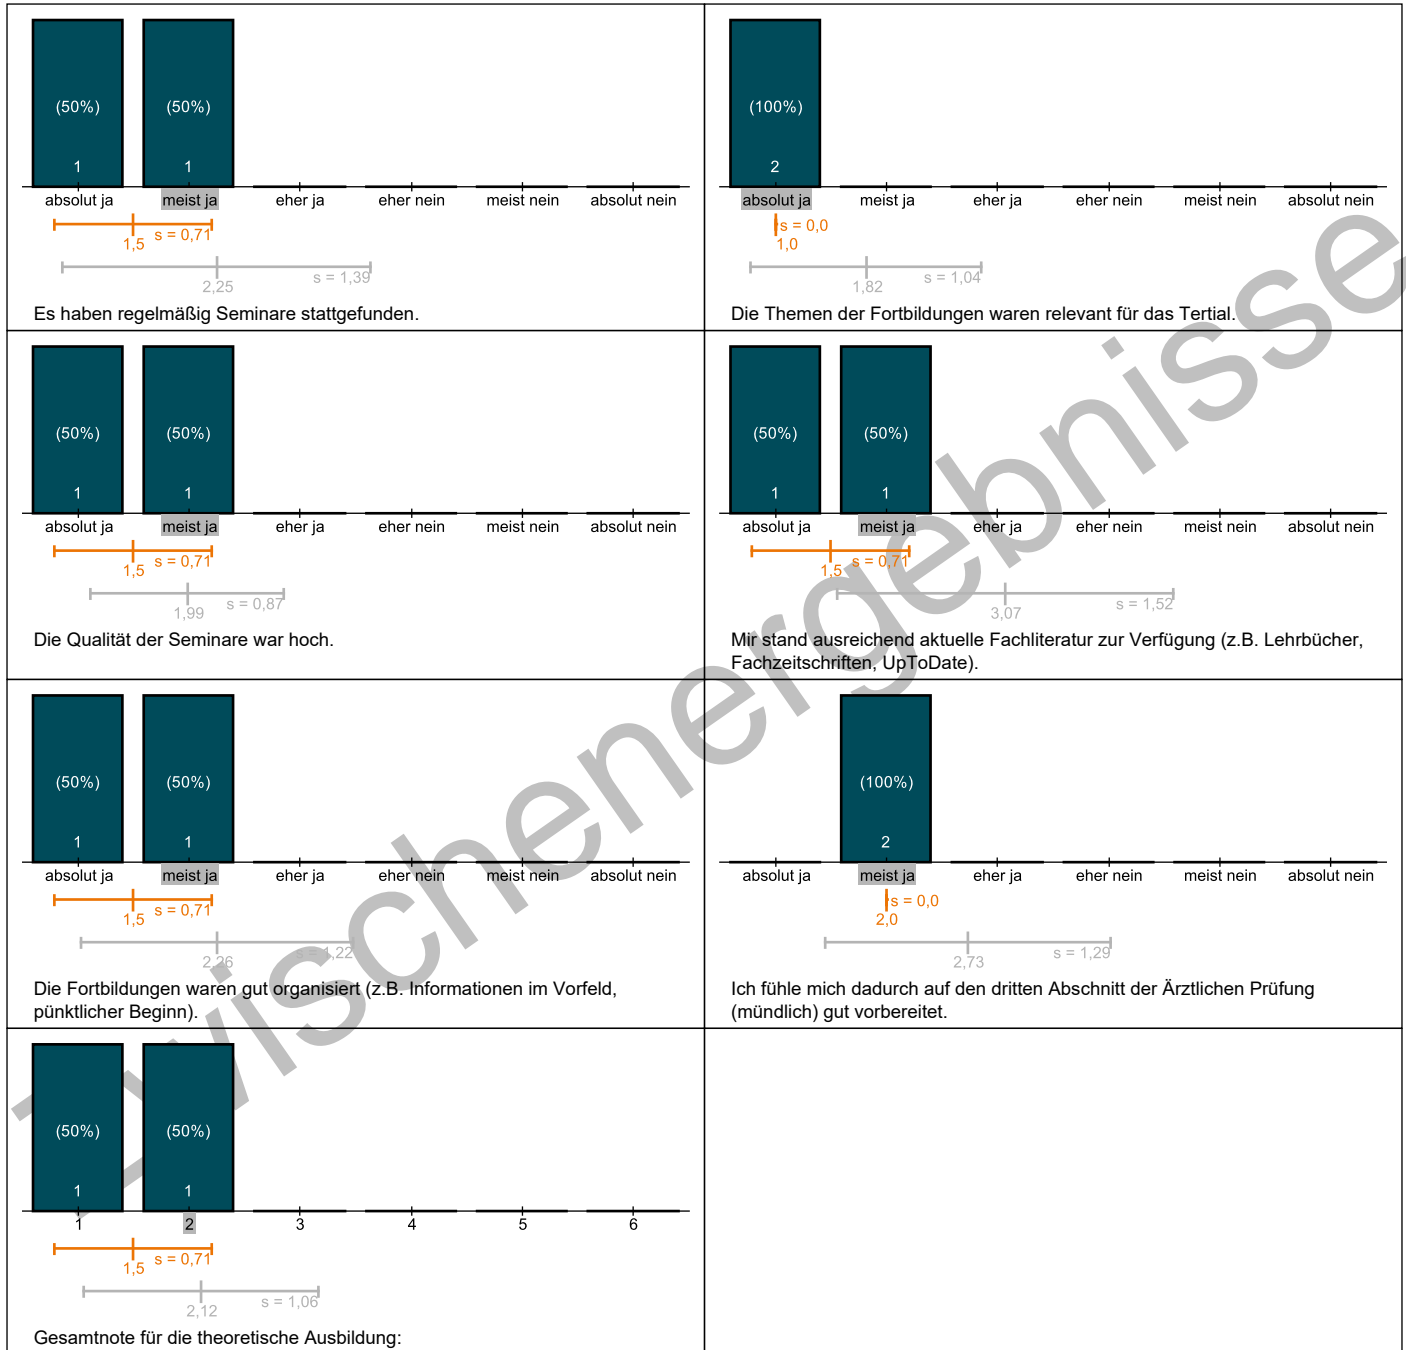 (50%) (50%)
1 1
absolut ja meist ja eher ja eher nein meist nein absolut nein
1,5 s = 0,71
2,25 s = 1,39
Es haben regelmäßig Seminare stattgefunden.
(100%)
2
absolut ja meist ja eher ja eher nein meist nein absolut nein
s = 0,0
1,0
1,82 s = 1,04
Die Themen der Fortbildungen waren relevant für das Tertial.
(50%) (50%)
1 1
absolut ja meist ja eher ja eher nein meist nein absolut nein
1,5 s = 0,71
1,99 s = 0,87
Die Qualität der Seminare war hoch.
(50%) (50%)
1 1
absolut ja meist ja eher ja eher nein meist nein absolut nein
1,5 s = 0,71
3,07 s = 1,52
Mir stand ausreichend aktuelle Fachliteratur zur Verfügung (z.B. Lehrbücher,
Fachzeitschriften, UpToDate).
(50%) (50%)
1 1
absolut ja meist ja eher ja eher nein meist nein absolut nein
1,5 s = 0,71
2,26 s = 1,22
Die Fortbildungen waren gut organisiert (z.B. Informationen im Vorfeld,
pünktlicher Beginn).
(100%)
2
absolut ja meist ja eher ja eher nein meist nein absolut nein
s = 0,0
2,0
2,73 s = 1,29
Ich fühle mich dadurch auf den dritten Abschnitt der Ärztlichen Prüfung
(mündlich) gut vorbereitet.
(50%) (50%)
1 1
1 2 3 4 5 6
1,5 s = 0,71
2,12 s = 1,06
Gesamtnote für die theoretische Ausbildung:
Zwischenergebnisse